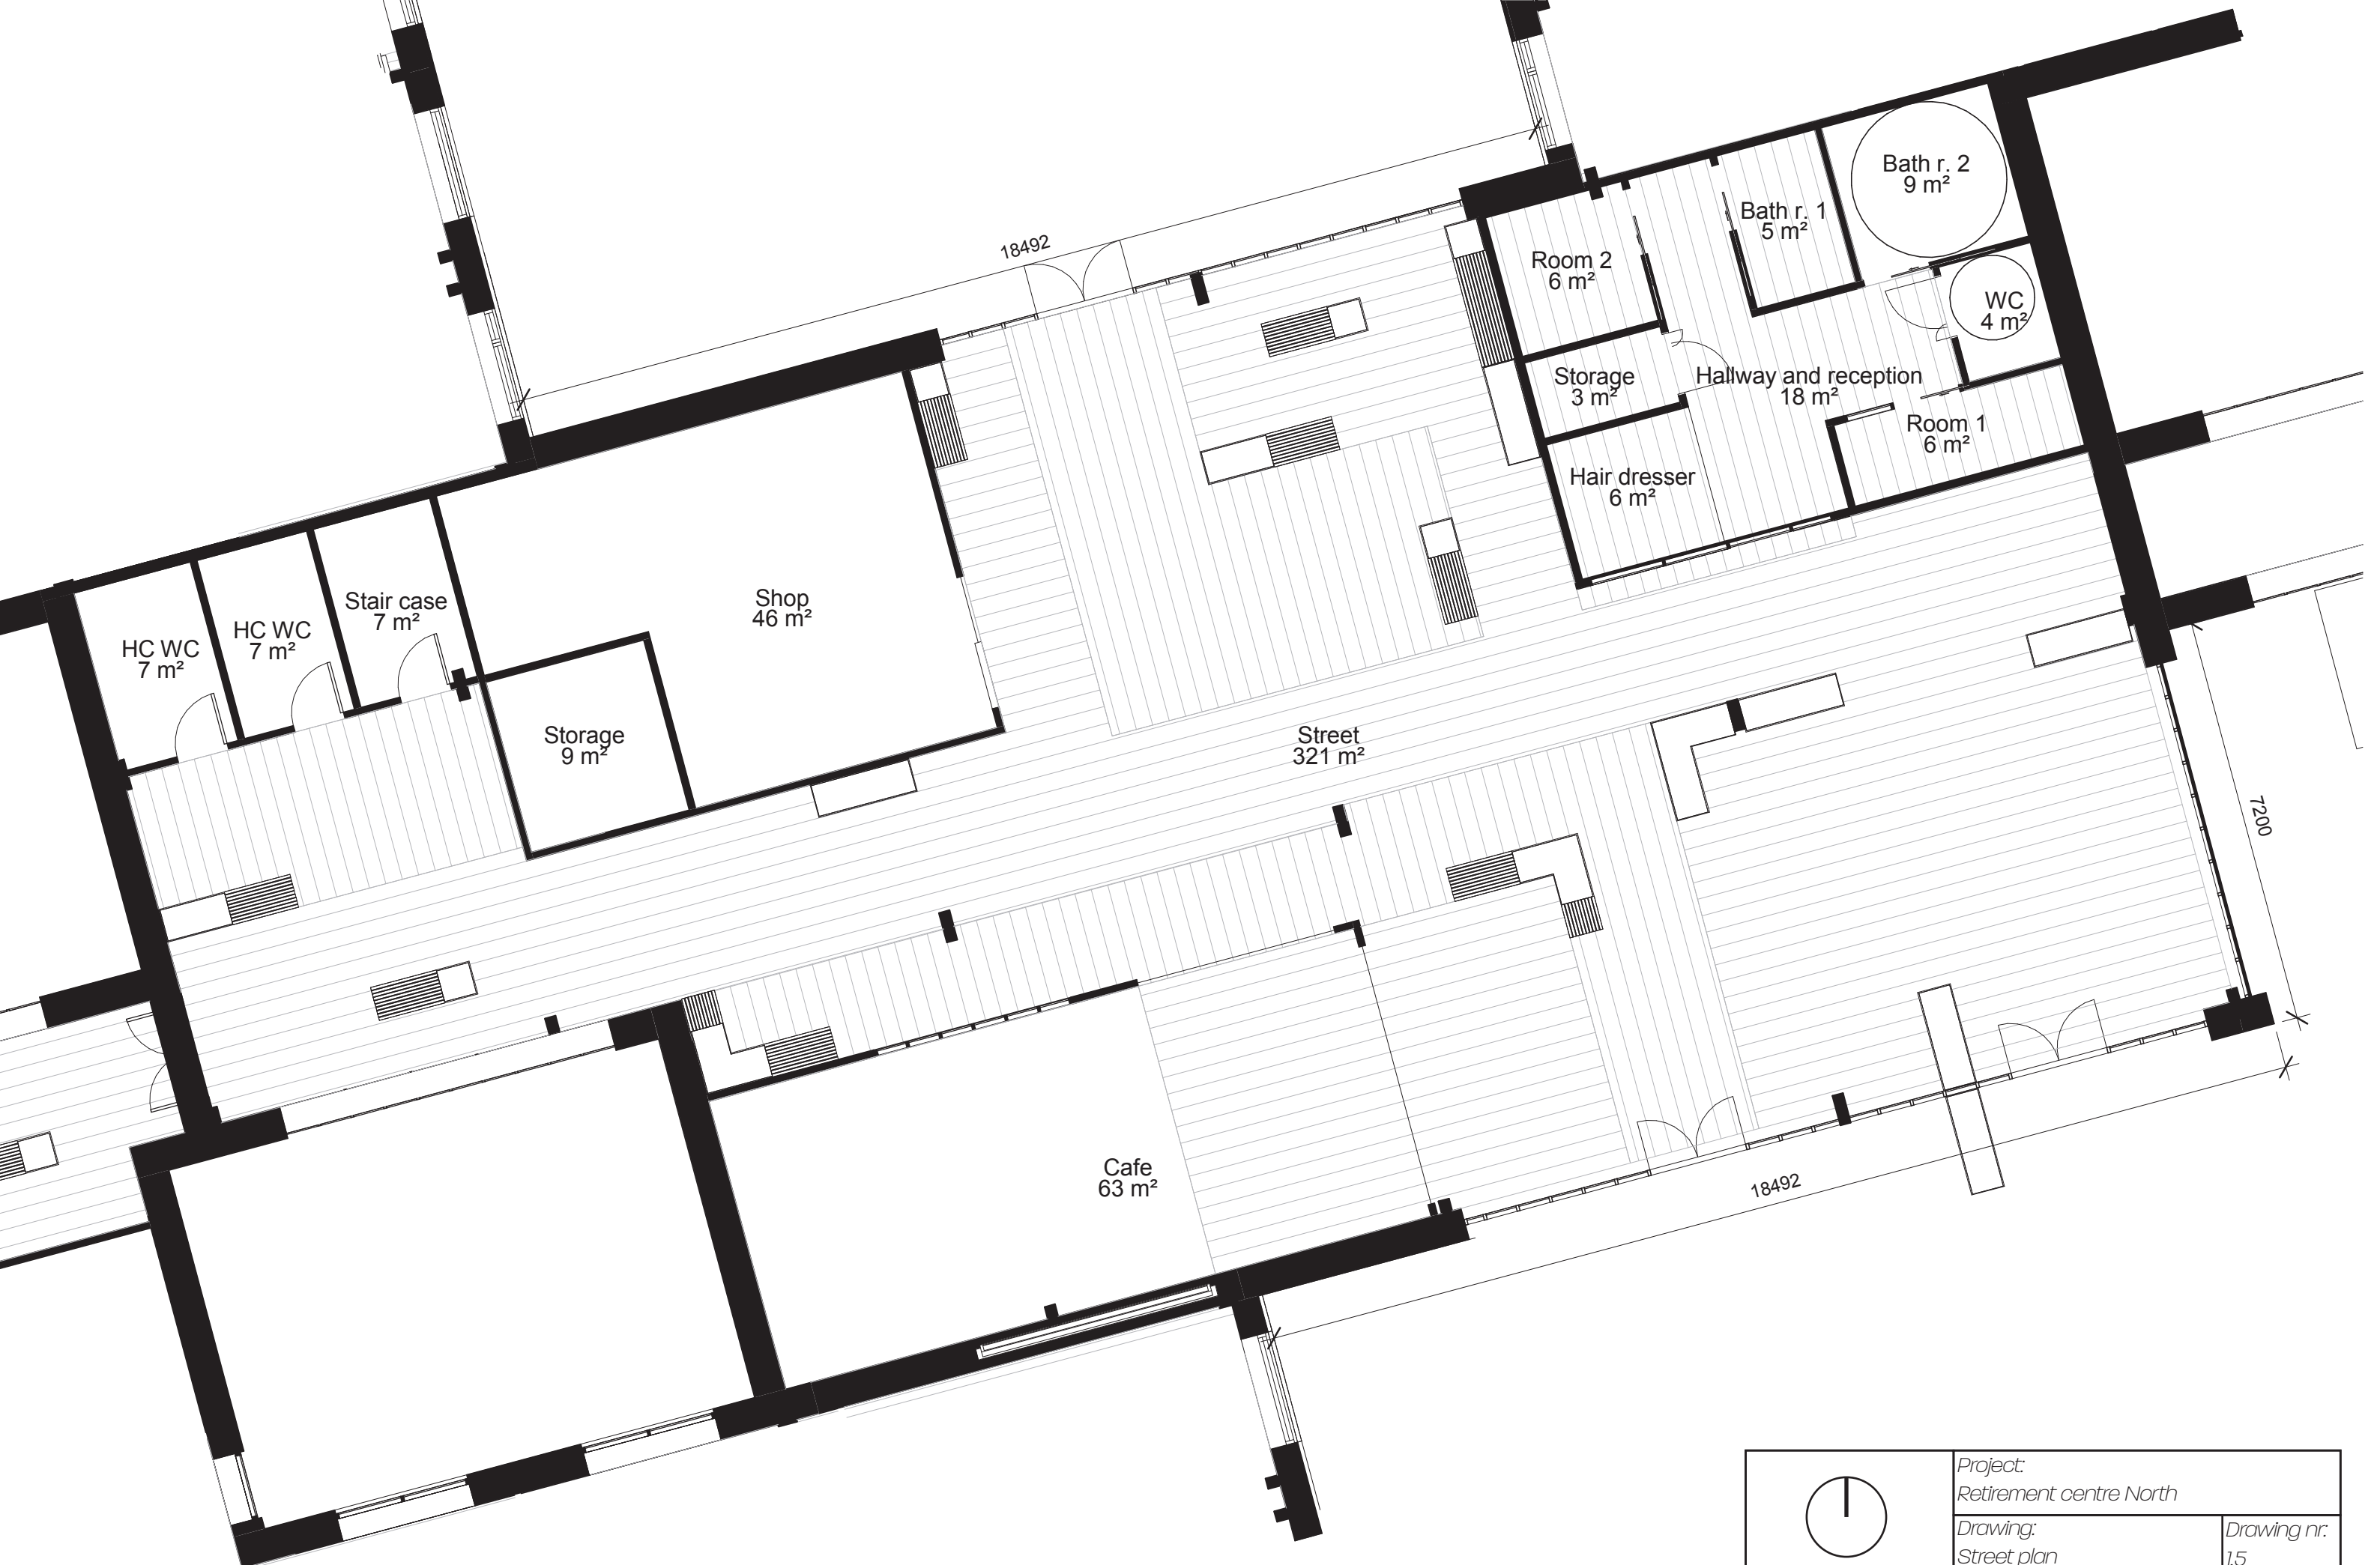 Bath r. 2
9 m²
Bath r. 1
5 m²
18492
Room 2
6 m²
WC
4 m²
Storage
3 m²
Hallway and reception
18 m²
Room 1
6 m²
Hair dresser
6 m²
Shop
46 m²
Stair case
7 m²
HC WC
7 m²
HC WC
7 m²
Storage
9 m²
Street
321 m²
7200
Cafe
63 m²
18492
Project:
Retirement centre North
Drawing:
Street plan
Drawing nr.:
1.5